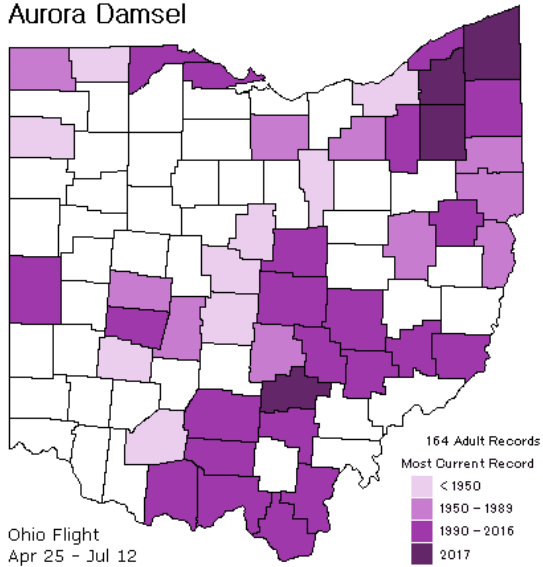 Aurora Damsel
164 Adult Records
Most Current Record
< 1950
1950 - 1989
1990 - 2016
2017
Ohio Flight
Apr 25 - Jul 12